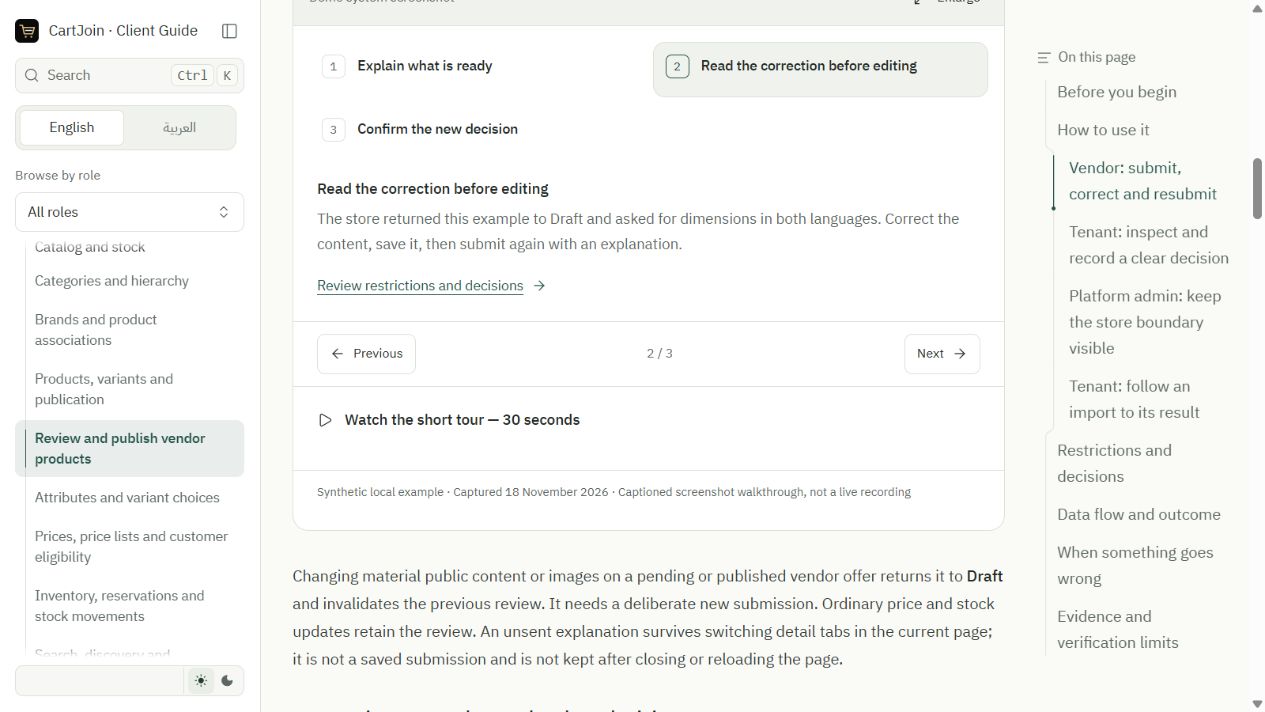 CartJoin · Client Guide
Search
Ctrl K
English
العربية
Browse by role
All roles
Catalog and stock
Categories and hierarchy
Brands and product
associations
Products, variants and
publication
Review and publish vendor
products
Attributes and variant choices
Prices, price lists and customer
eligibility
Inventory, reservations and
stock movements
Search, discovery and
1 Explain what is ready
2 Read the correction before editing
3 Confirm the new decision
Read the correction before editing
The store returned this example to Draft and asked for dimensions in both languages. Correct the
content, save it, then submit again with an explanation.
Review restrictions and decisions
Previous
2 / 3
Next
Watch the short tour — 30 seconds
Synthetic local example · Captured 18 November 2026 · Captioned screenshot walkthrough, not a live recording
Changing material public content or images on a pending or published vendor offer returns it to Draft
and invalidates the previous review. It needs a deliberate new submission. Ordinary price and stock
updates retain the review. An unsent explanation survives switching detail tabs in the current page;
it is not a saved submission and is not kept after closing or reloading the page.
On this page
Before you begin
How to use it
Vendor: submit,
correct and resubmit
Tenant: inspect and
record a clear decision
Platform admin: keep
the store boundary
visible
Tenant: follow an
import to its result
Restrictions and
decisions
Data flow and outcome
When something goes
wrong
Evidence and
verification limits